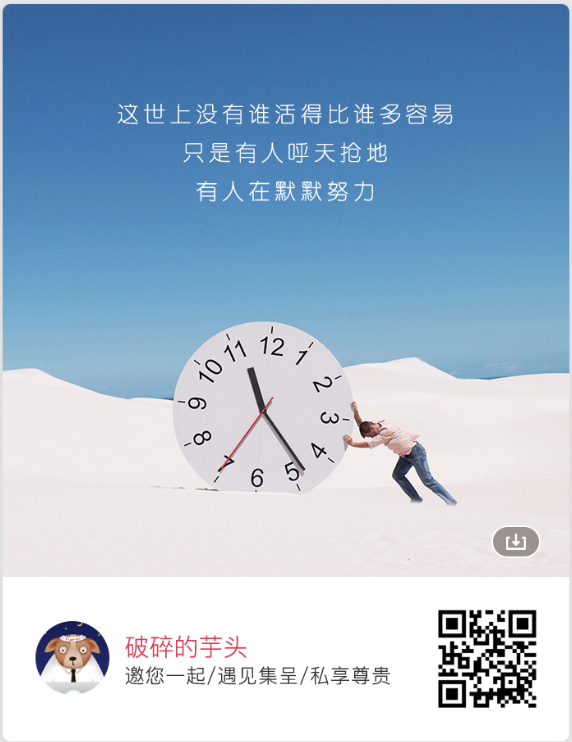 这世上没有谁活得比谁多容易
只是有人呼天抢地
有人在默默努力
11 12 1
10 2
9 3
8 4
7 6 5
破碎的芋头
邀您一起/遇见集呈/私享尊贵